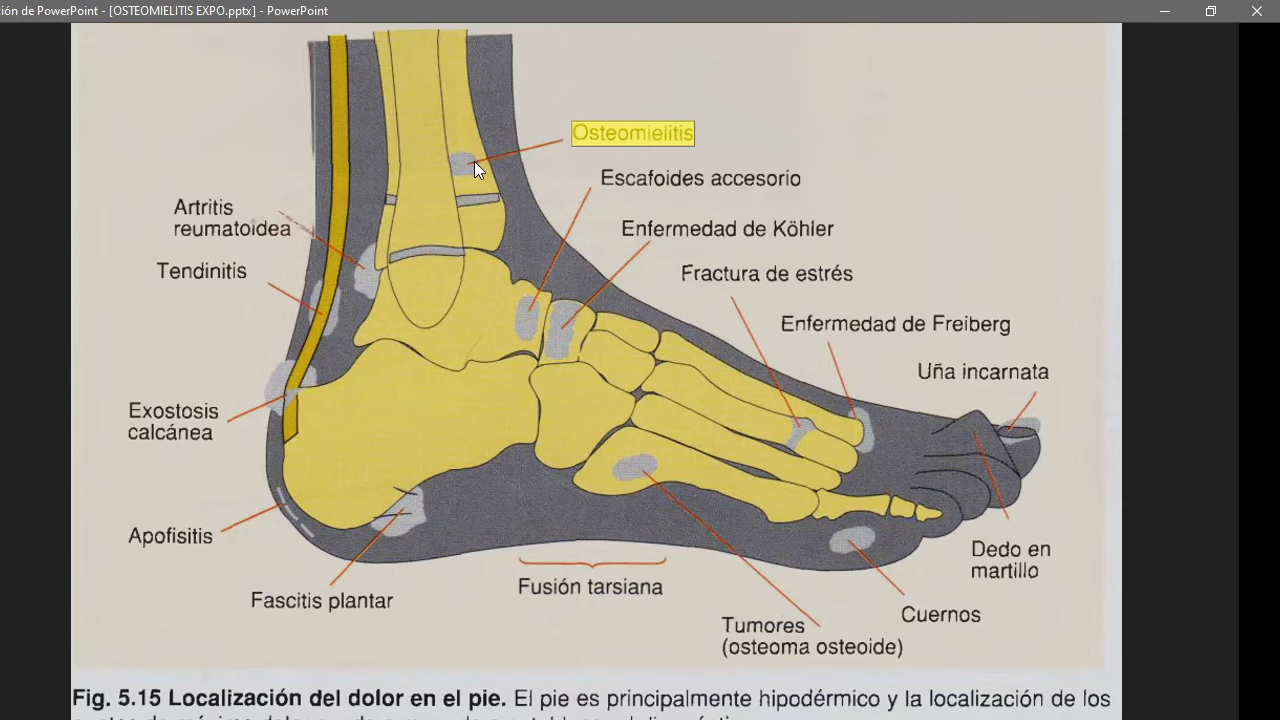 ción de PowerPoint - [OSTEOMIELITIS EXPO.pptx] - PowerPoint
Osteomielitis
Escafoides accesorio
Artritis
reumatoidea
Enfermedad de Köhler
Tendinitis
Fractura de estrés
Enfermedad de Freiberg
Uña incarnata
Exostosis
calcánea
Apofisitis
Dedo en
martillo
Fascitis plantar
Fusión tarsiana
Cuernos
Tumores
(osteoma osteoide)
Fig. 5.15 Localización del dolor en el pie. El pie es principalmente hipodérmico y la localización de los